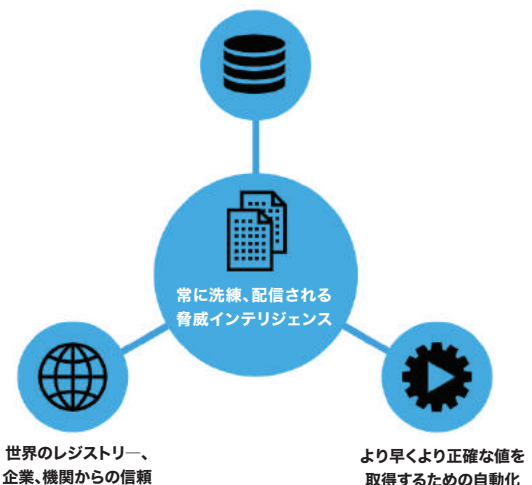 常に洗練、配信される
脅威インテリジェンス
世界のレジストリ―、
企業、機関からの信頼
より早くより正確な値を
取得するための自動化